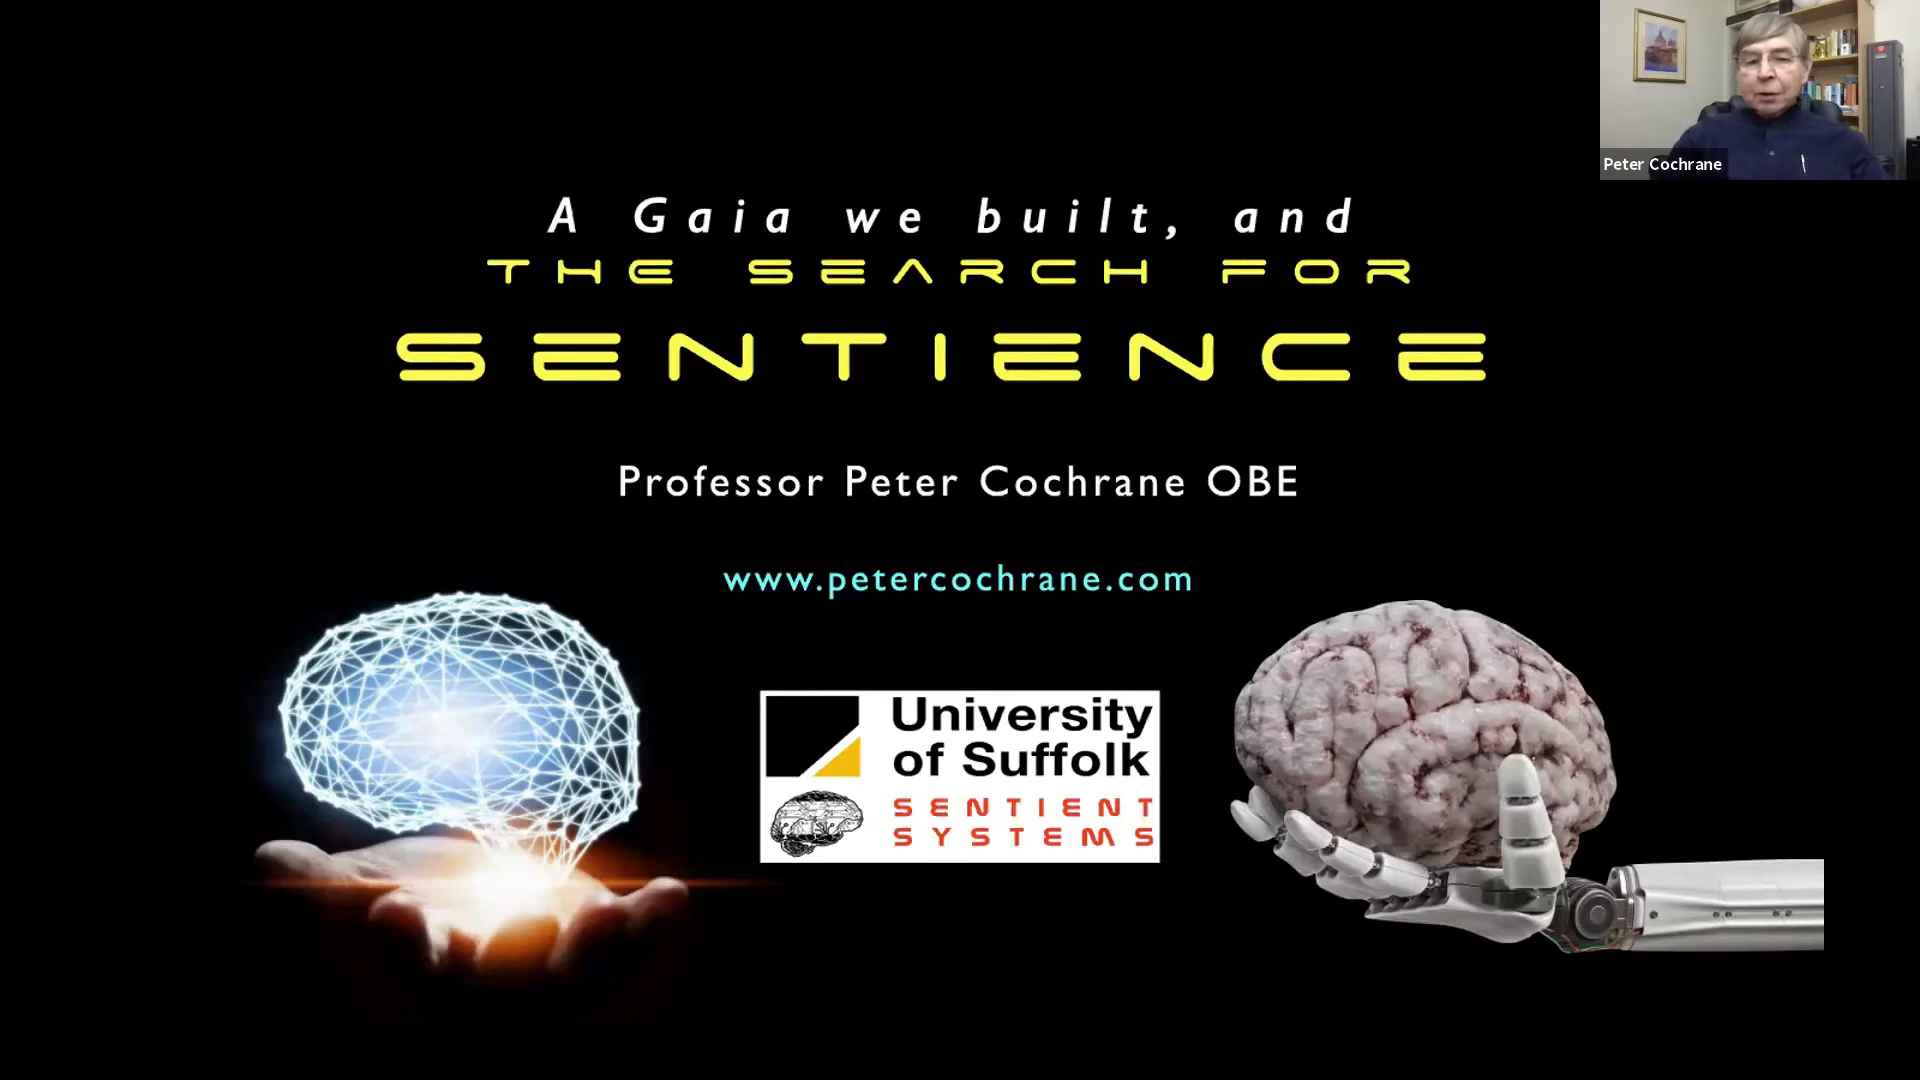 Peter Cochrane
A Gaia we built, and
THE SEARCH FOR
SENTIENCE
Professor Peter Cochrane OBE
www.petercochrane.com
University
of Suffolk
SENTIENT
SYSTEMS